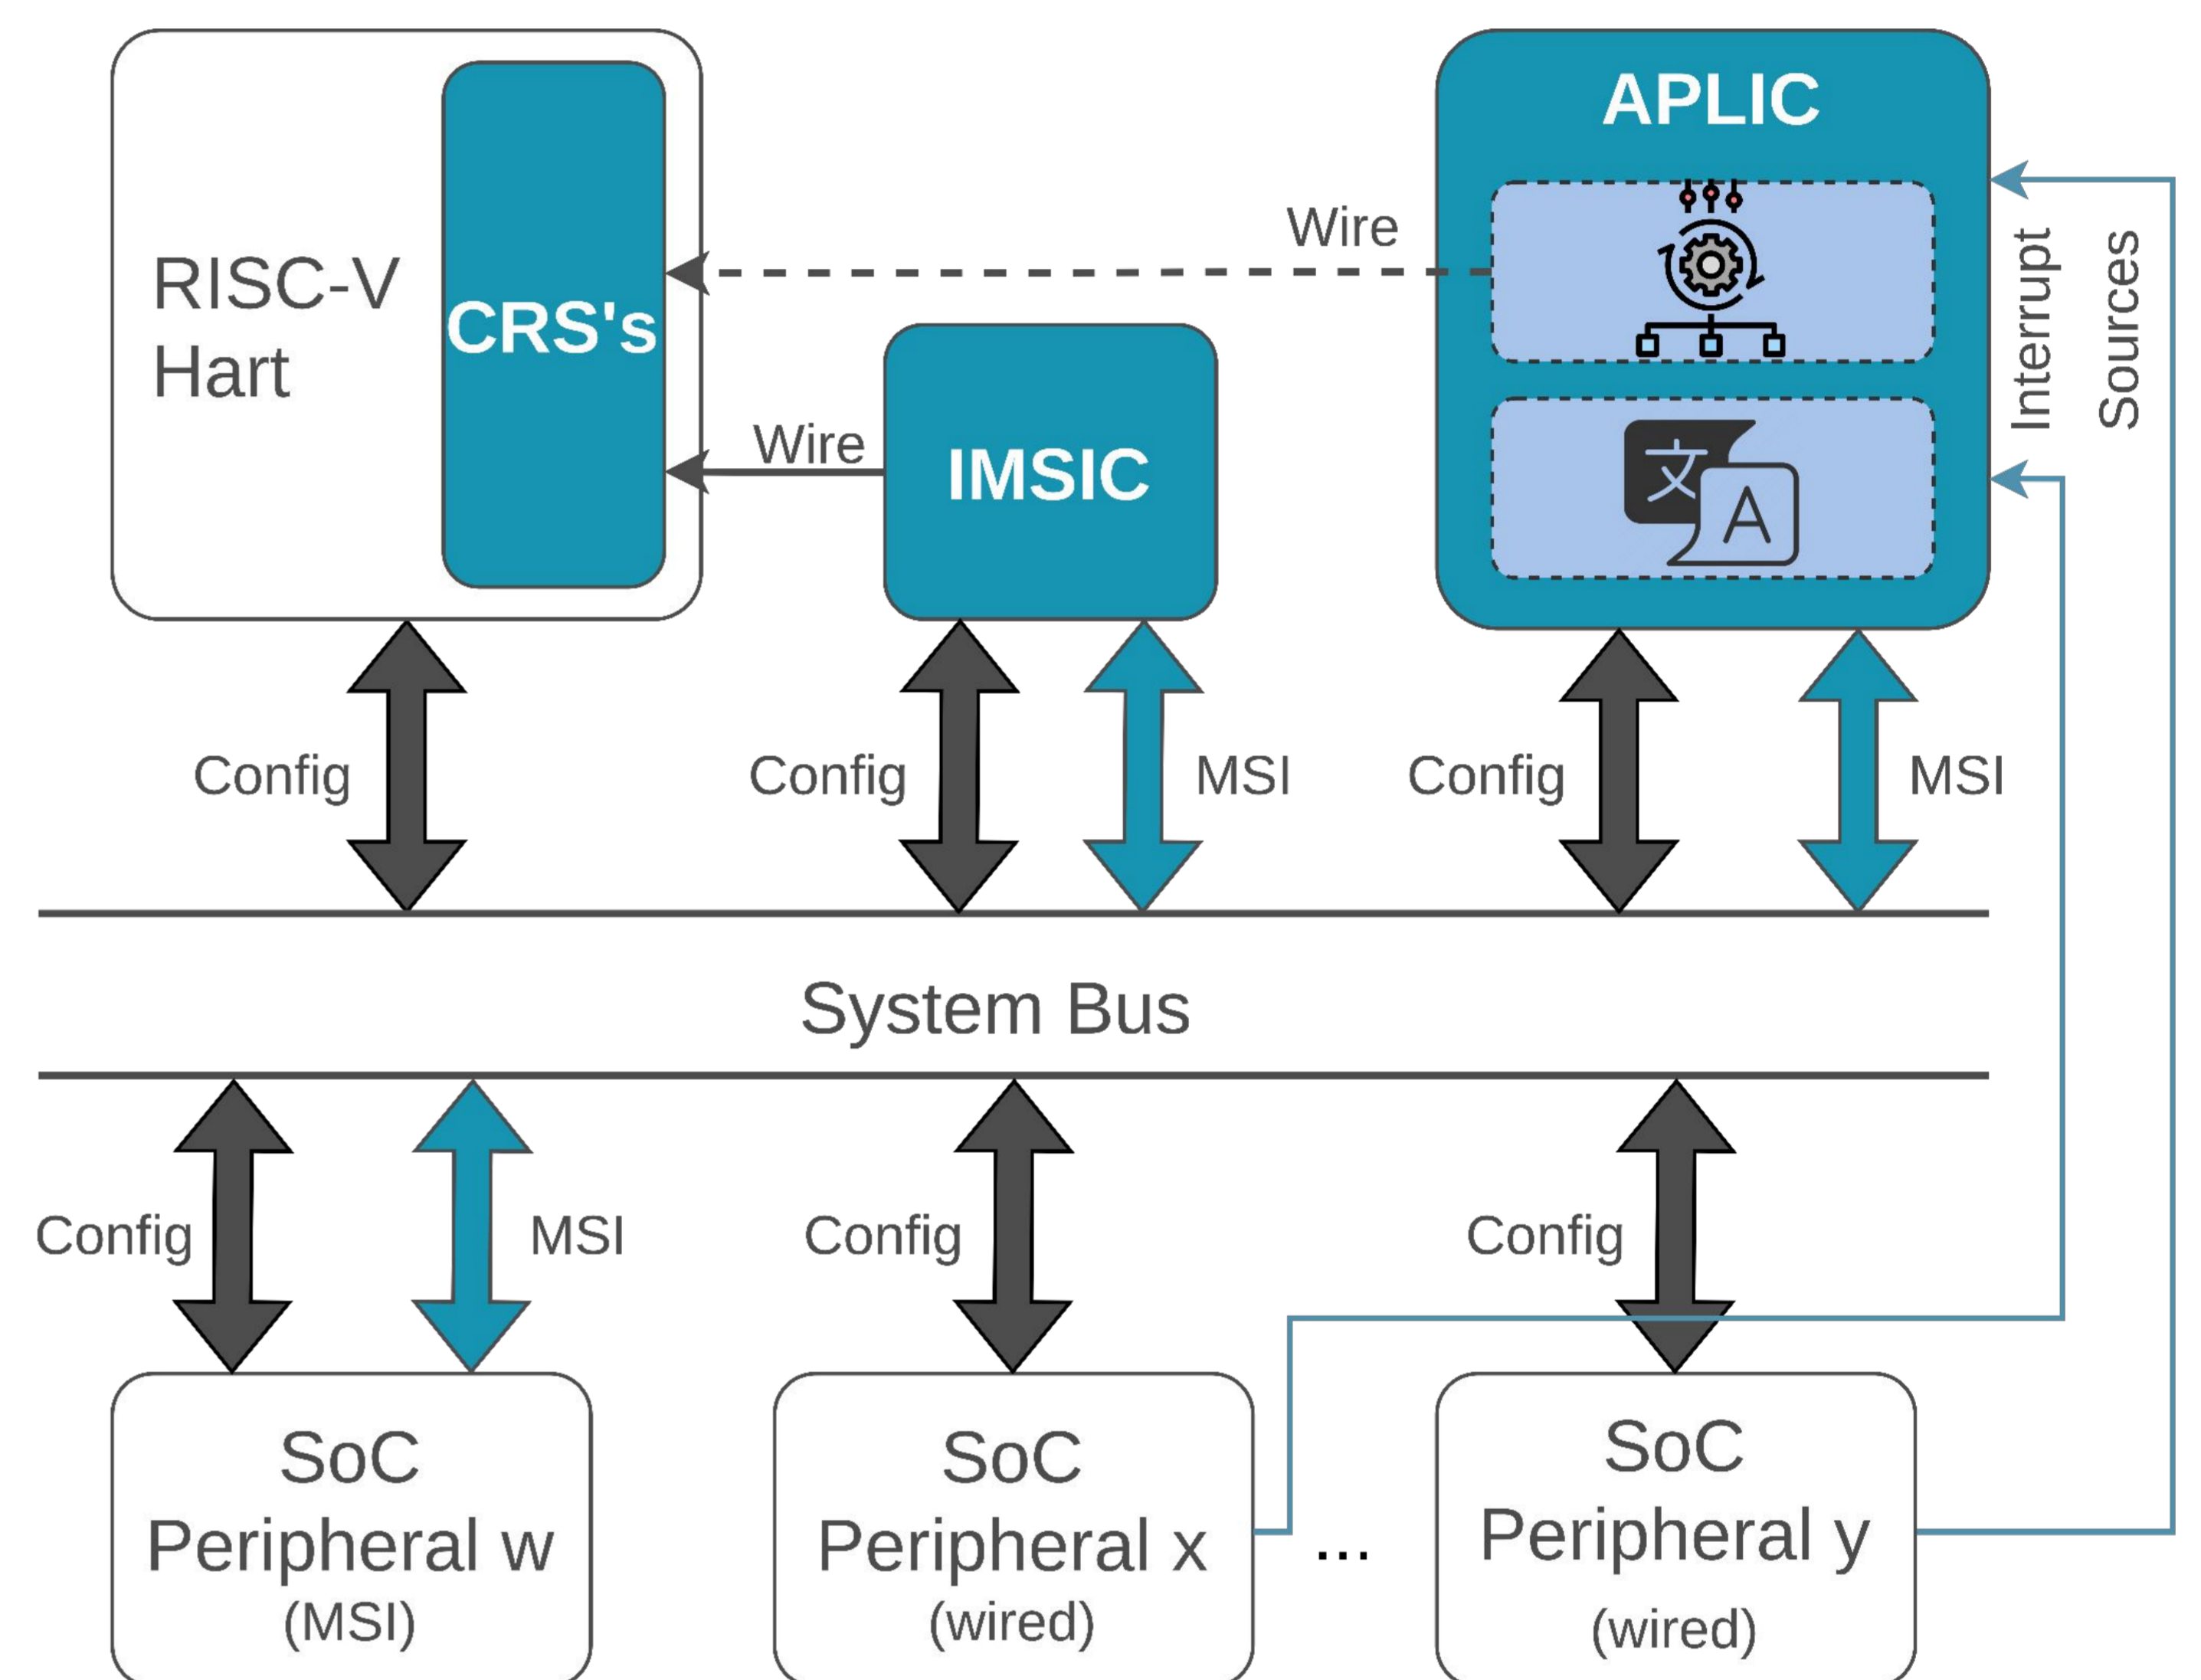 APLIC
RISC-V
Hart
CRS's
Wire
Wire
IMSIC
文
A
Interrupt
Sources
Config
Config
MSI
Config
MSI
System Bus
Config
MSI
Config
Config
SoC
Peripheral w
(MSI)
SoC
Peripheral x
(wired)
...
SoC
Peripheral y
(wired)